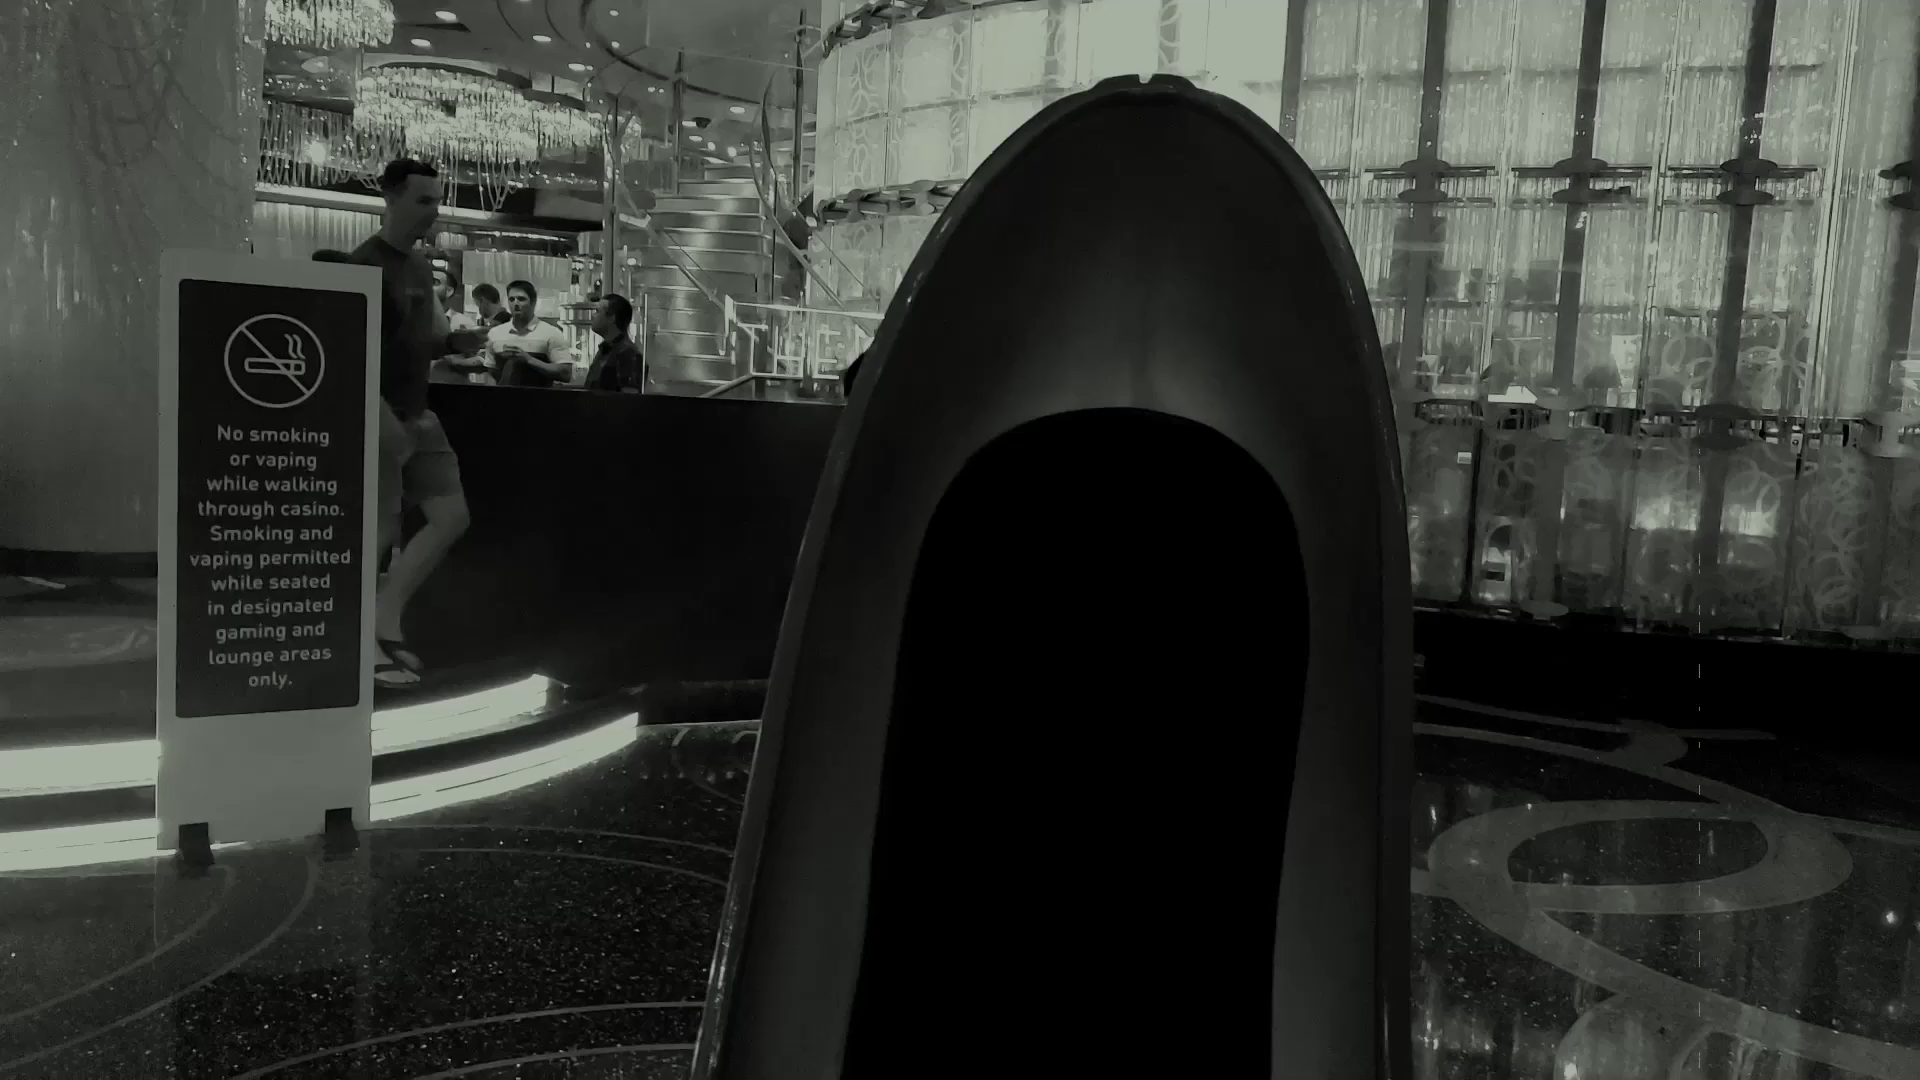 No smoking
or vaping
while walking
through casino.
Smoking and
vaping permitted
while seated
in designated
gaming and
lounge areas
only.